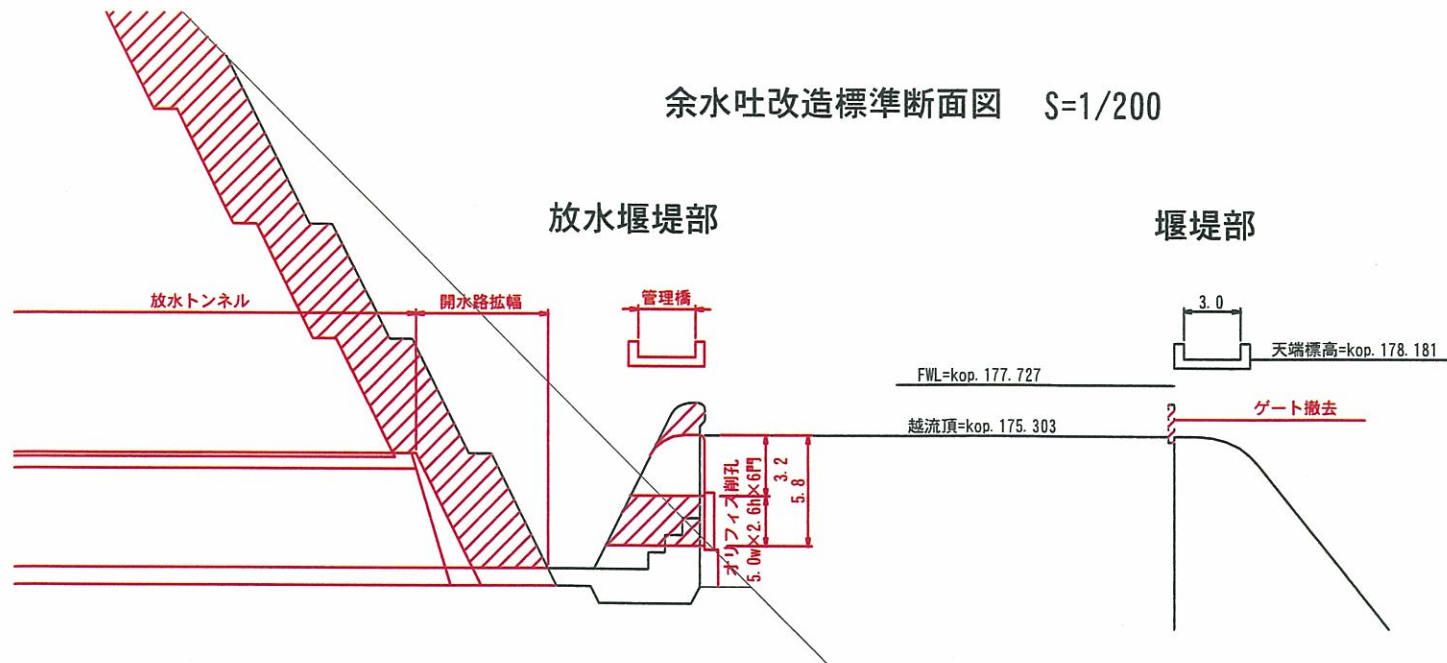 余水吐改造標準断面図 S=1/200
放水堰堤部
堰堤部
放水トンネル
開水路拡幅
管理橋
3.0
天端標高=kop.178.181
FWL=kop.177.727
ゲート撤去
越流頂=kop.175.303
オリフィス削孔
5.0w×2.6h×6門
3.2
5.8